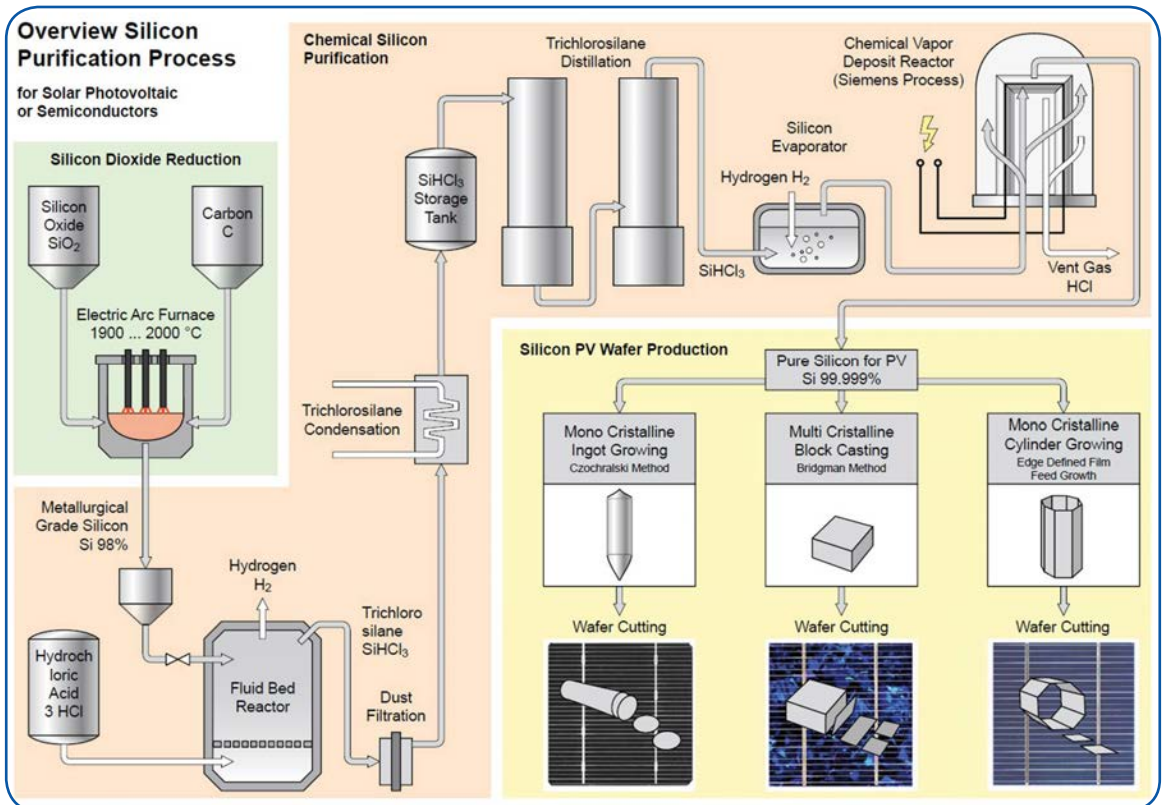 Overview Silicon
Purification Process
for Solar Photovoltaic
or Semiconductors
Silicon Dioxide Reduction
Silicon
Oxide
SiO₂
Carbon
C
Electric Arc Furnace
1900 ... 2000 °C
Metallurgical
Grade Silicon
Si 98%
Hydroch
loric
Acid
3 HCl
Hydrogen
H₂
Fluid Bed
Reactor
Trichloro
silane
SiHCl₃
Dust
Filtration
Trichlorosilane
Condensation
Chemical Silicon
Purification
SiHCl₃
Storage
Tank
Trichlorosilane
Distillation
SiHCl₃
Silicon
Evaporator
Hydrogen H₂
Chemical Vapor
Deposit Reactor
(Siemens Process)
Vent Gas
HCl
Silicon PV Wafer Production
Pure Silicon for PV
Si 99.999%
Mono Cristalline
Ingot Growing
Czochralski Method
Wafer Cutting
Multi Cristalline
Block Casting
Bridgman Method
Wafer Cutting
Mono Cristalline
Cylinder Growing
Edge Defined Film
Feed Growth
Wafer Cutting